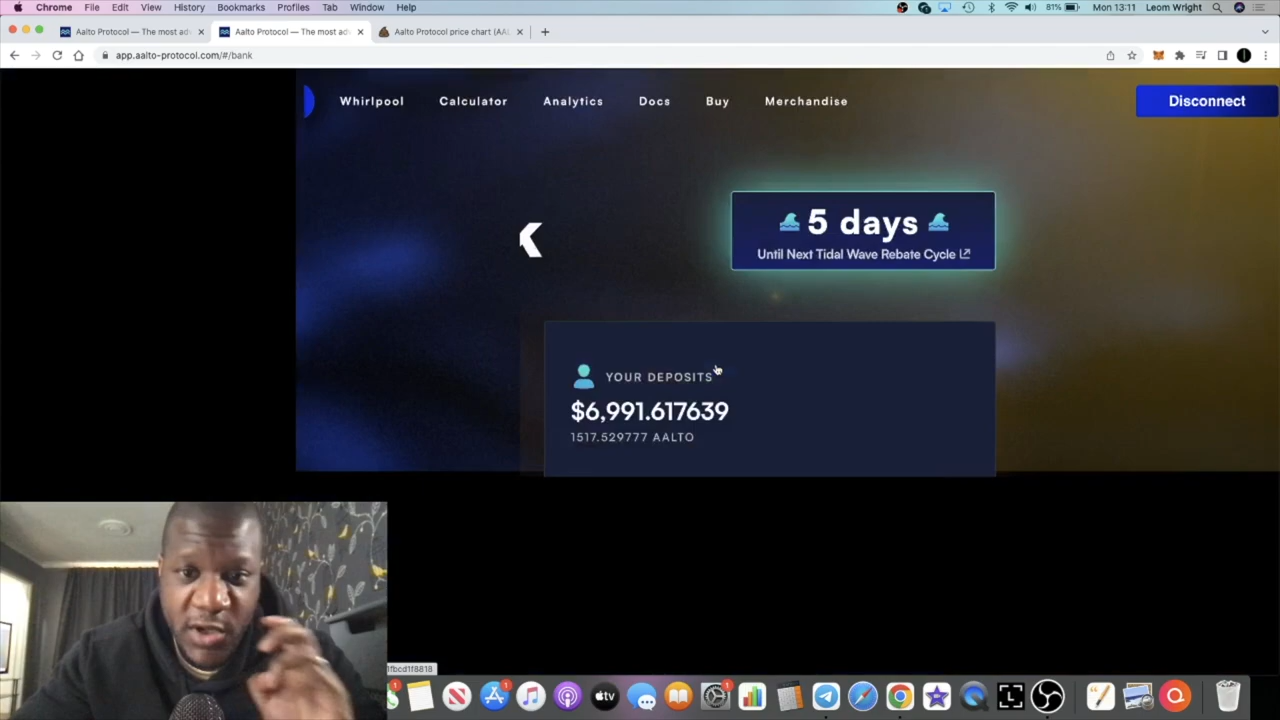 Chrome File Edit View History Bookmarks Profiles Tab Window Help 81% Mon 13:11 Leom Wright
Aalto Protocol — The most ad Aalto Protocol — The most ad Aalto Protocol price chart (AAL
app.aalto-protocol.com/#/bank
Whirlpool Calculator Analytics Docs Buy Merchandise Disconnect
5 days
Until Next Tidal Wave Rebate Cycle
YOUR DEPOSITS
$6,991.617639
1517.529777 AALTO
1fbcd1f8818
tv